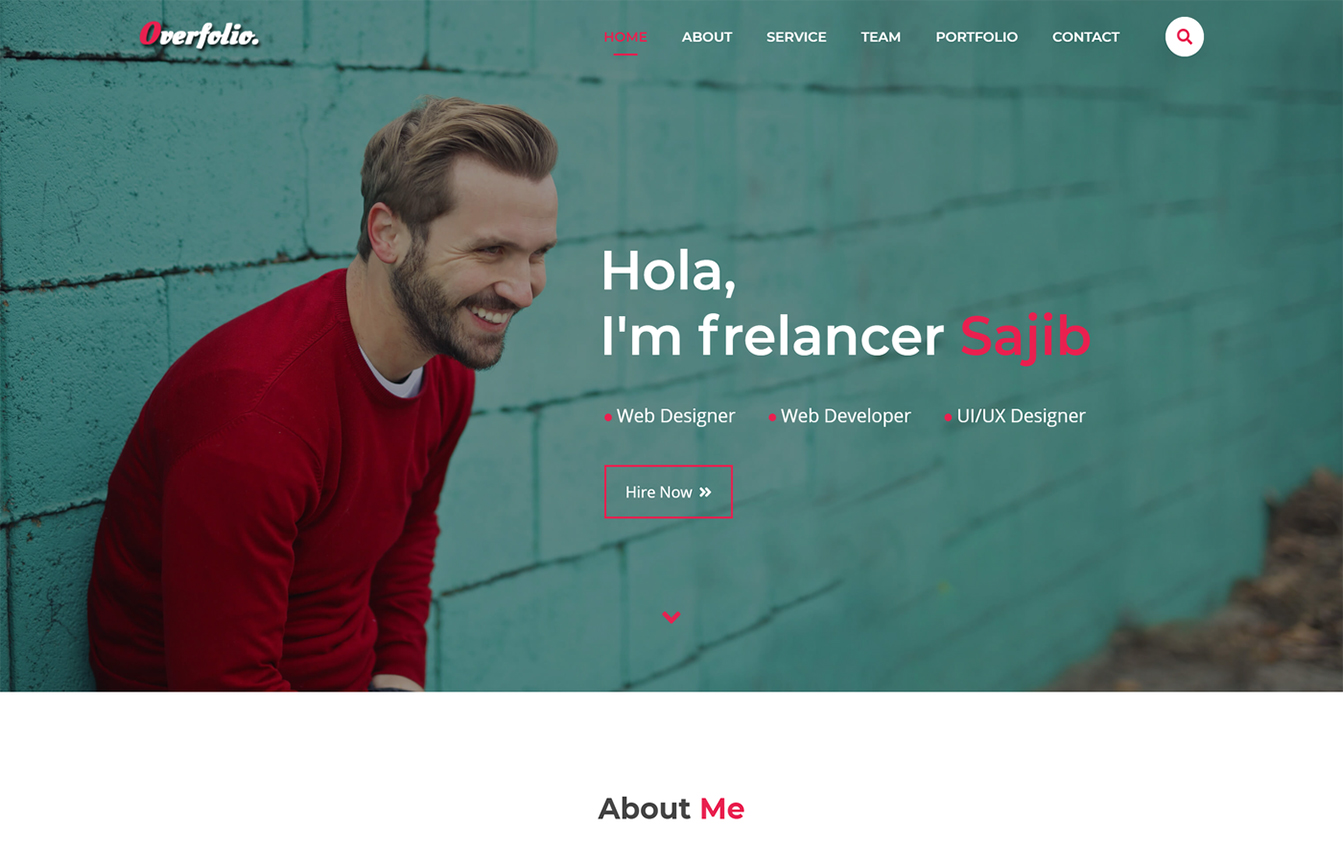 Overfolio.
HOME ABOUT SERVICE TEAM PORTFOLIO CONTACT
Hola,
I'm frelancer Sajib
Web Designer Web Developer UI/UX Designer
Hire Now
About Me